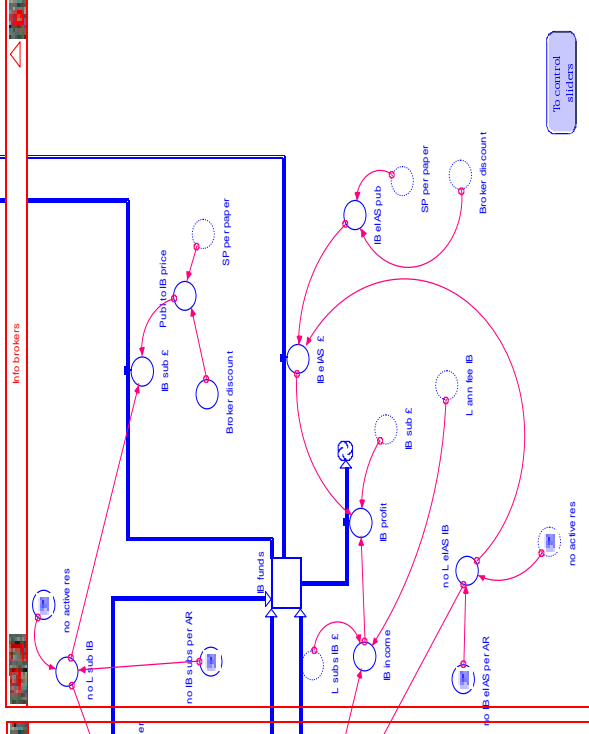 Info brokers
To control
sliders
no active res
no L sub IB
no IB subs per AR
Pub to IB price
SP per paper
IB sub £
Broker discount
IB funds
IB eIAS pub
SP per paper
Broker discount
IB eIAS £
L ann fee IB
IB sub £
IB profit
L subs IB £
IB income
no L eIAS IB
no active res
no IB eIAS per AR
er